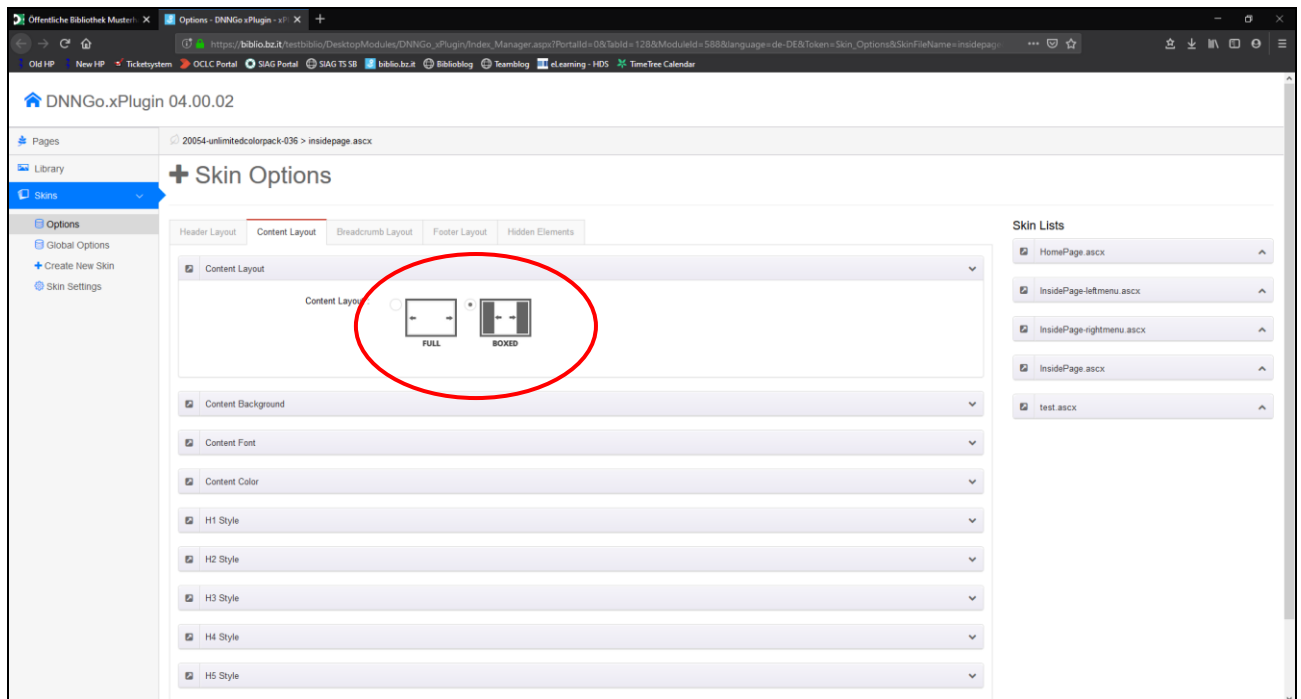 Öffentliche Bibliothek Musterh
Options - DNNGo xPlugin - xPl
https://biblio.bz.it/testbiblio/DesktopModules/DNNGo_xPlugin/Index_Manager.aspx?PortalId=0&TabId=128&ModuleId=588&language=de-DE&Token=Skin_Options&SkinFileName=insidepage
Old HP New HP Ticketsystem OCLC Portal SIAG Portal SIAG TS SB biblio.bz.it Biblioblog Teamblog eLearning - HDS TimeTree Calendar
DNNGo.xPlugin 04.00.02
Pages
20054-unlimitedcolorpack-036 > insidepage.ascx
Library
Skins
Options
Global Options
Create New Skin
Skin Settings
Skin Options
Header Layout Content Layout Breadcrumb Layout Footer Layout Hidden Elements
Content Layout
Content Layout :
FULL BOXED
Content Background
Content Font
Content Color
H1 Style
H2 Style
H3 Style
H4 Style
H5 Style
Skin Lists
HomePage.ascx
InsidePage-leftmenu.ascx
InsidePage-rightmenu.ascx
InsidePage.ascx
test.ascx